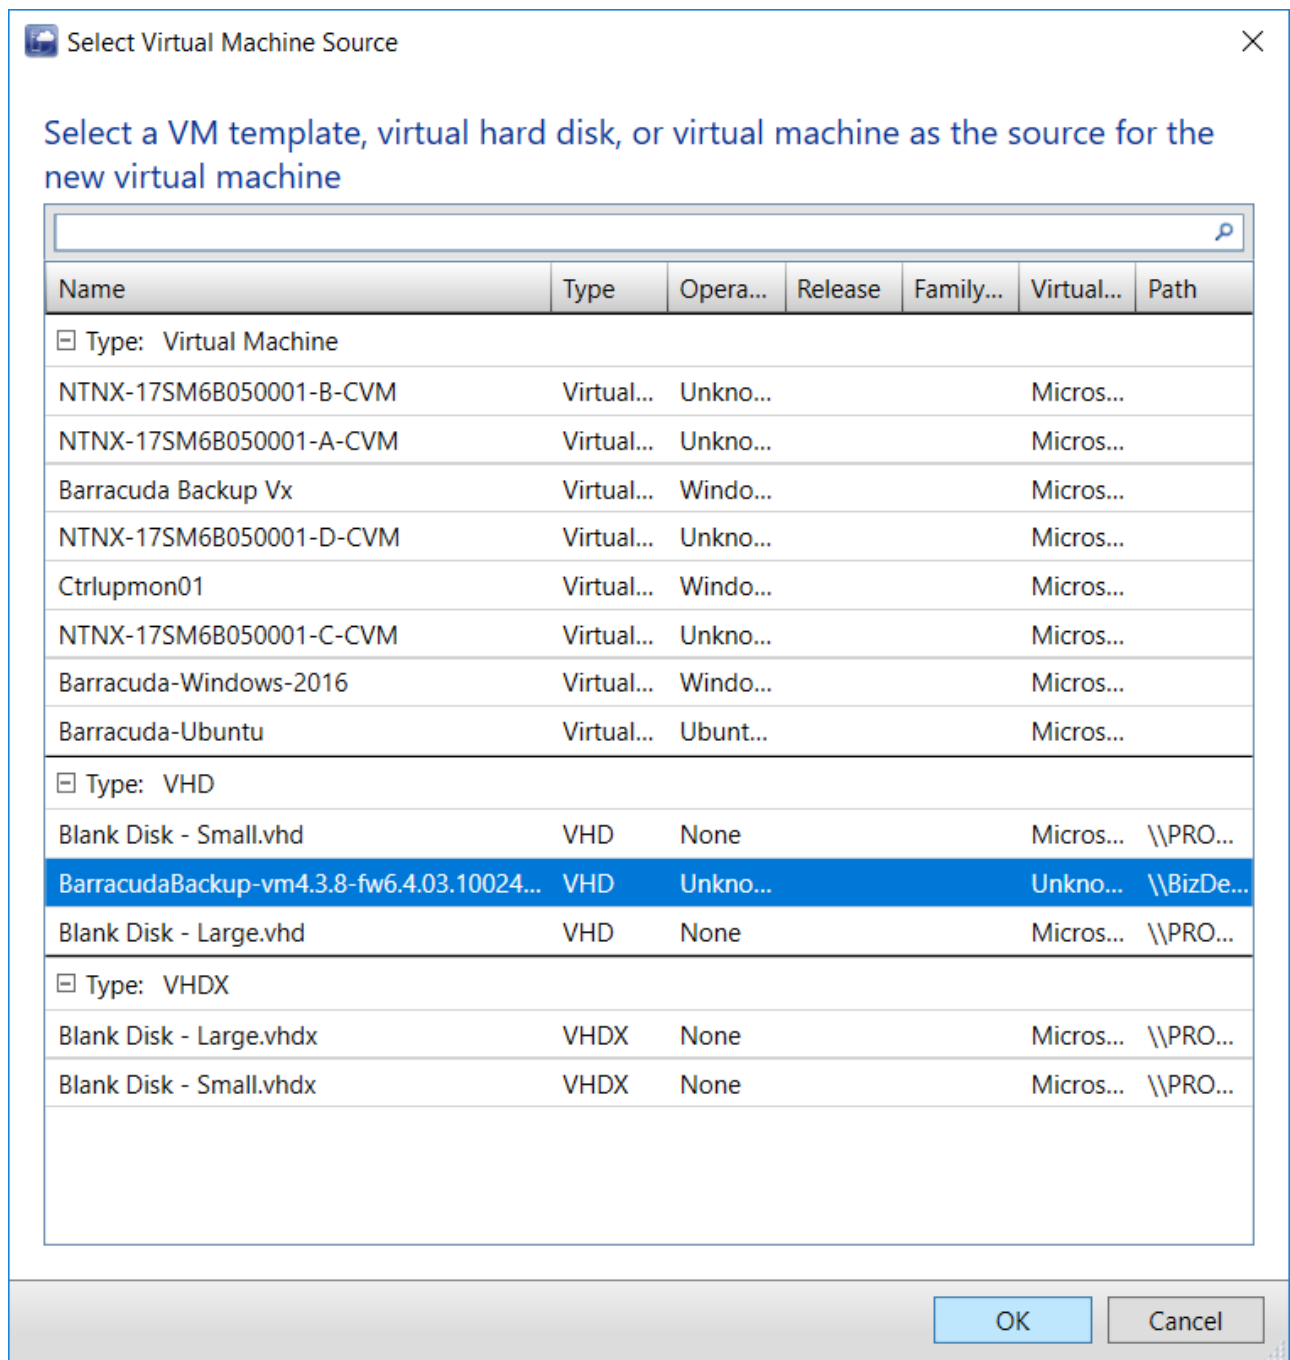 Select Virtual Machine Source
Select a VM template, virtual hard disk, or virtual machine as the source for the
new virtual machine
Name Type Opera... Release Family... Virtual... Path
Type: Virtual Machine
NTNX-17SM6B050001-B-CVM Virtual... Unkno... Micros...
NTNX-17SM6B050001-A-CVM Virtual... Unkno... Micros...
Barracuda Backup Vx Virtual... Windo... Micros...
NTNX-17SM6B050001-D-CVM Virtual... Unkno... Micros...
Ctrlupmon01 Virtual... Windo... Micros...
NTNX-17SM6B050001-C-CVM Virtual... Unkno... Micros...
Barracuda-Windows-2016 Virtual... Windo... Micros...
Barracuda-Ubuntu Virtual... Ubunt... Micros...
Type: VHD
Blank Disk - Small.vhd VHD None Micros... \\PRO...
BarracudaBackup-vm4.3.8-fw6.4.03.10024... VHD Unkno... Unkno... \\BizDe...
Blank Disk - Large.vhd VHD None Micros... \\PRO...
Type: VHDX
Blank Disk - Large.vhdx VHDX None Micros... \\PRO...
Blank Disk - Small.vhdx VHDX None Micros... \\PRO...
OK Cancel